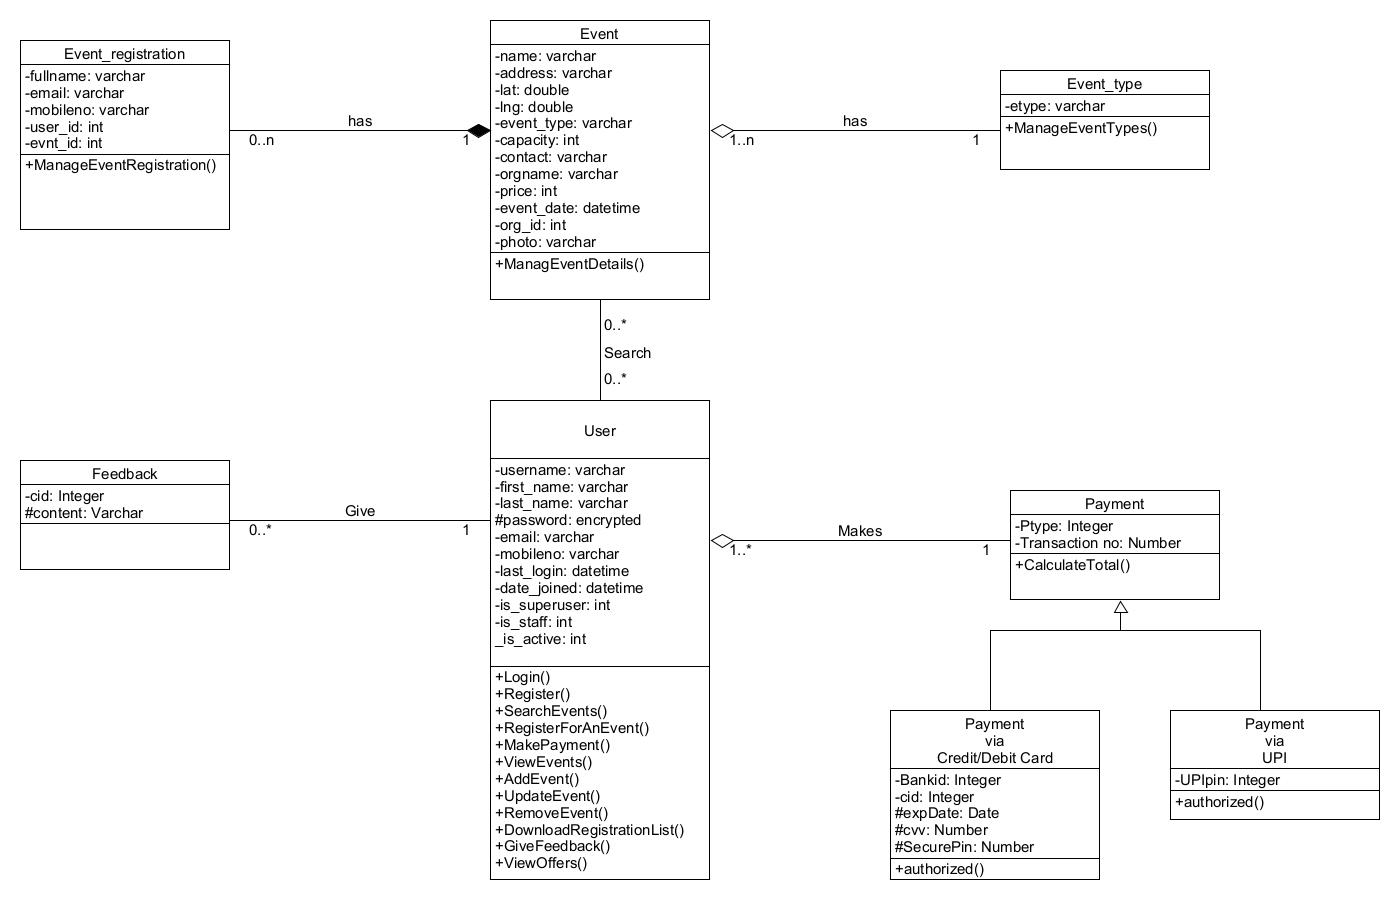 Event_registration
-fullname: varchar
-email: varchar
-mobileno: varchar
-user_id: int
-evnt_id: int
+ManageEventRegistration()
has
0..n
1
Event
-name: varchar
-address: varchar
-lat: double
-lng: double
-event_type: varchar
-capacity: int
-contact: varchar
-orgname: varchar
-price: int
-event_date: datetime
-org_id: int
-photo: varchar
+ManagEventDetails()
has
1..n
1
Event_type
-etype: varchar
+ManageEventTypes()
0..*
Search
0..*
Feedback
-cid: Integer
#content: Varchar
Give
0..*
1
User
-username: varchar
-first_name: varchar
-last_name: varchar
#password: encrypted
-email: varchar
-mobileno: varchar
-last_login: datetime
-date_joined: datetime
-is_superuser: int
-is_staff: int
_is_active: int
+Login()
+Register()
+SearchEvents()
+RegisterForAnEvent()
+MakePayment()
+ViewEvents()
+AddEvent()
+UpdateEvent()
+RemoveEvent()
+DownloadRegistrationList()
+GiveFeedback()
+ViewOffers()
Makes
1..*
1
Payment
-Ptype: Integer
-Transaction no: Number
+CalculateTotal()
Payment
via
Credit/Debit Card
-Bankid: Integer
-cid: Integer
#expDate: Date
#cvv: Number
#SecurePin: Number
+authorized()
Payment
via
UPI
-UPIpin: Integer
+authorized()